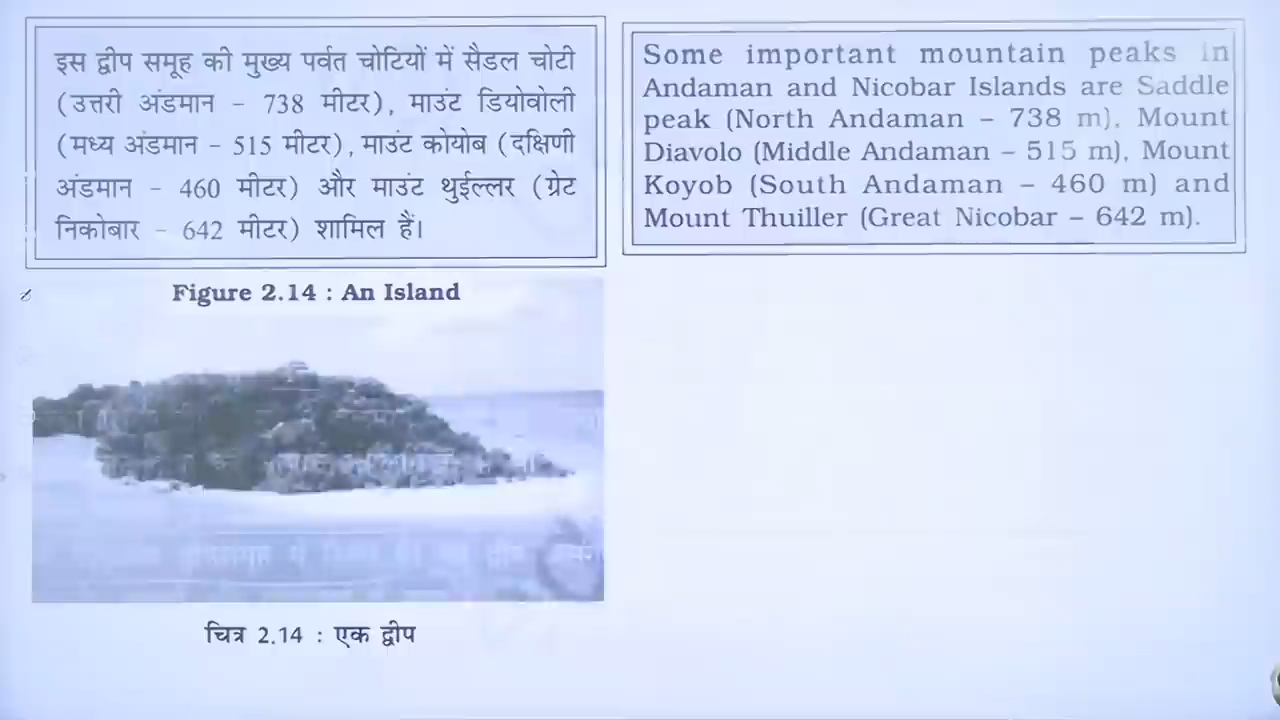 इस द्वीप समूह की मुख्य पर्वत चोटियों में सैडल चोटी
(उत्तरी अंडमान – 738 मीटर), माउंट डियोवोली
(मध्य अंडमान – 515 मीटर), माउंट कोयोब (दक्षिणी
अंडमान – 460 मीटर) और माउंट थुईल्लर (ग्रेट
निकोबार – 642 मीटर) शामिल हैं।
Some important mountain peaks in
Andaman and Nicobar Islands are Saddle
peak (North Andaman – 738 m), Mount
Diavolo (Middle Andaman – 515 m), Mount
Koyob (South Andaman – 460 m) and
Mount Thuiller (Great Nicobar – 642 m).
Figure 2.14 : An Island
चित्र 2.14 : एक द्वीप